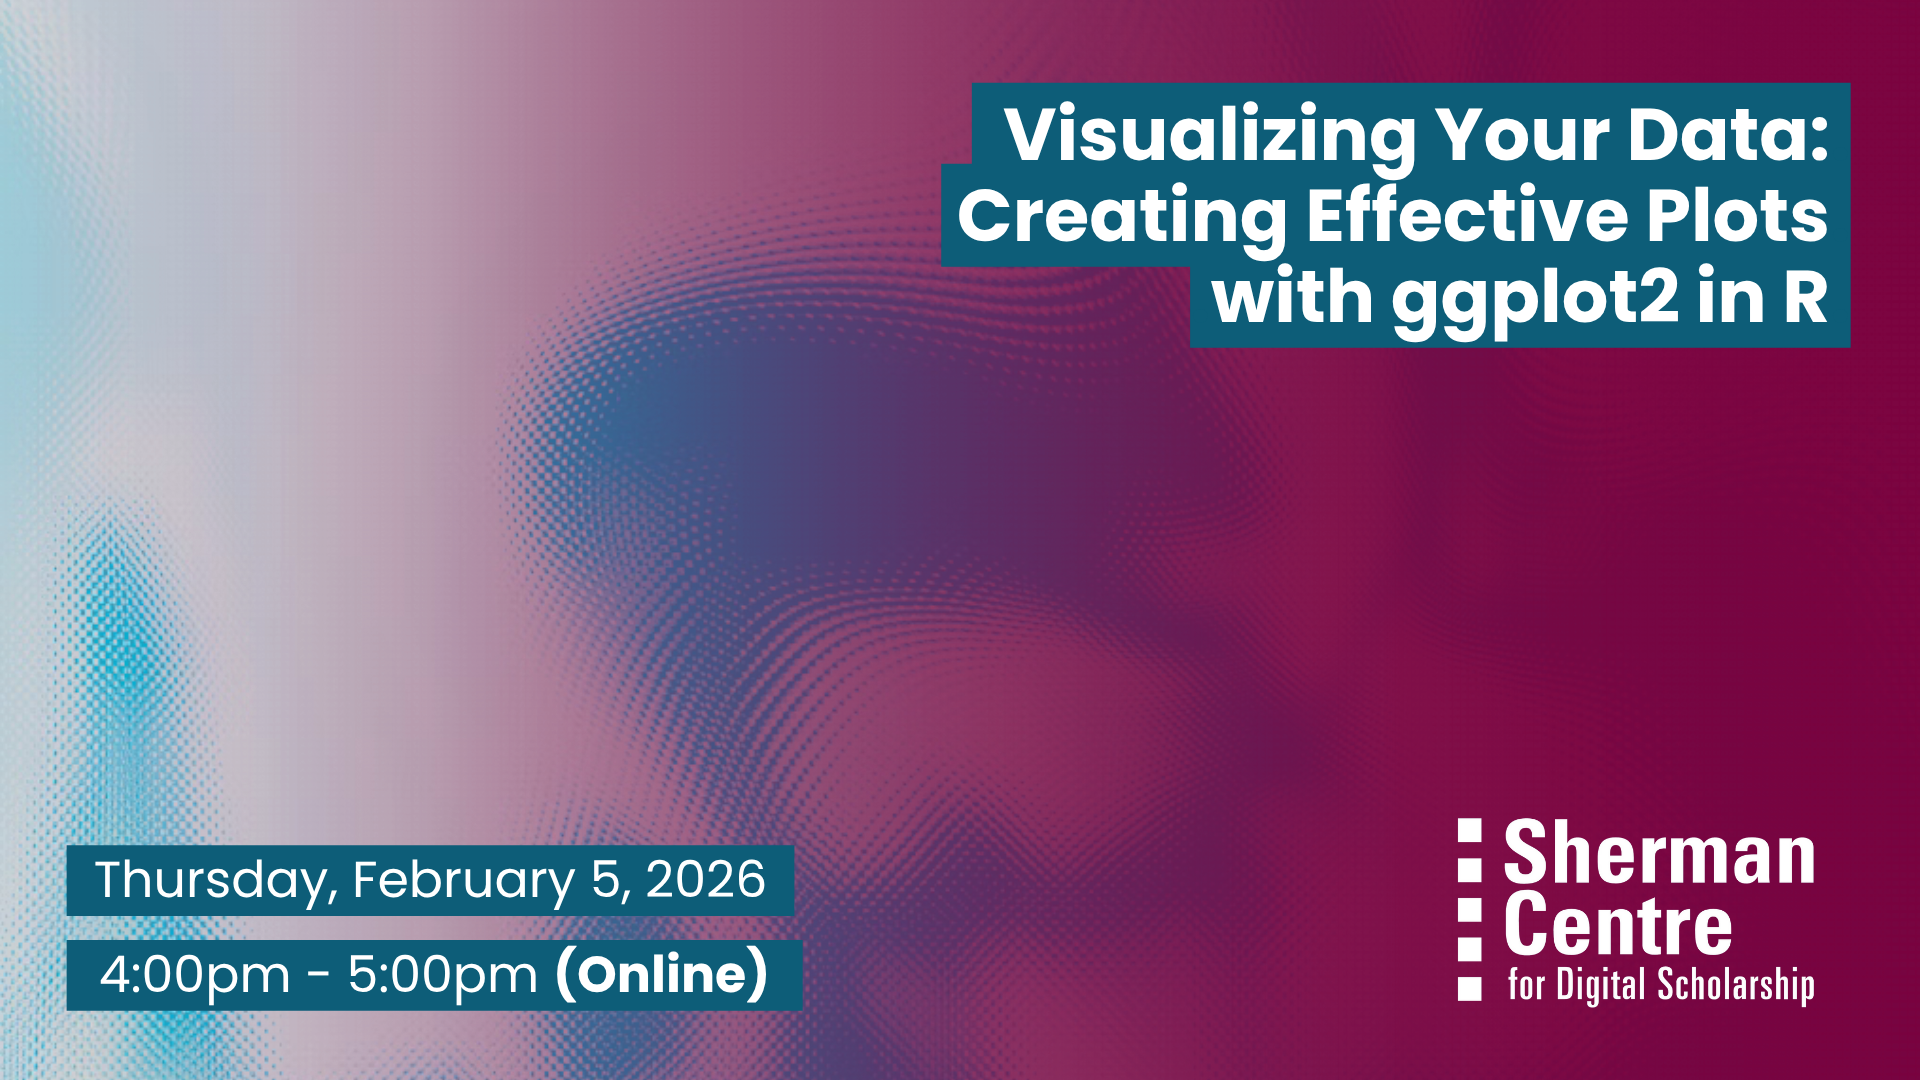 Visualizing Your Data:
Creating Effective Plots
with ggplot2 in R
Thursday, February 5, 2026
4:00pm - 5:00pm (Online)
Sherman
Centre
for Digital Scholarship